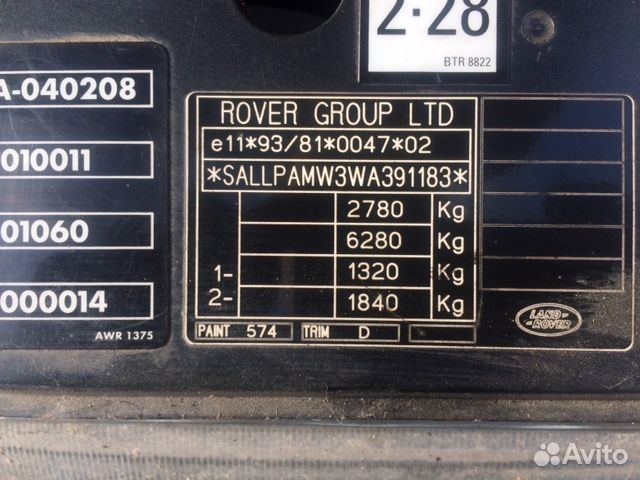 2·28
BTR 8822
A-040208
010011
01060
000014
AWR 1375
ROVER GROUP LTD
e11*93/81*0047*02
*SALLPAMW3WA391183*
2780 Kg
6280 Kg
1- 1320 Kg
2- 1840 Kg
PAINT 574 TRIM D
LAND-
ROVER
Avito